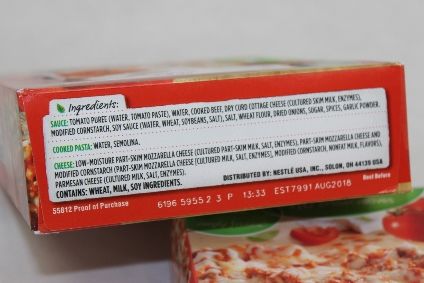 Ingredients:
SAUCE: TOMATO PUREE (WATER, TOMATO PASTE), WATER, COOKED BEEF, DRY CURD COTTAGE CHEESE (CULTURED SKIM MILK, ENZYMES),
MODIFIED CORNSTARCH, SOY SAUCE (WATER, WHEAT, SOYBEANS, SALT), SALT, WHEAT FLOUR, DRIED ONIONS, SUGAR, SPICES, GARLIC POWDER.
COOKED PASTA: WATER, SEMOLINA.
CHEESE: LOW-MOISTURE PART-SKIM MOZZARELLA CHEESE (CULTURED PART-SKIM MILK, SALT, ENZYMES), PART-SKIM MOZZARELLA CHEESE AND
MODIFIED CORNSTARCH (PART-SKIM MOZZARELLA CHEESE [CULTURED MILK, SALT, ENZYMES], MODIFIED CORNSTARCH, NONFAT MILK, FLAVORS),
PARMESAN CHEESE (CULTURED MILK, SALT, ENZYMES).
CONTAINS: WHEAT, MILK, SOY INGREDIENTS.
DISTRIBUTED BY: NESTLÉ USA, INC., SOLON, OH 44139 USA
55812 Proof of Purchase
6196 5955 2 3 P 13:33 EST7991 AUG2018
Best Before